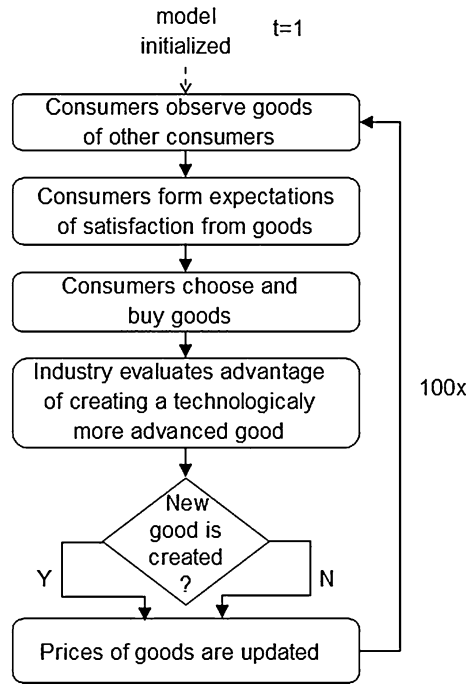 model
initialized
t=1
Consumers observe goods
of other consumers
Consumers form expectations
of satisfaction from goods
Consumers choose and
buy goods
Industry evaluates advantage
of creating a technologicaly
more advanced good
100x
New
good is
created
?
Y
N
Prices of goods are updated